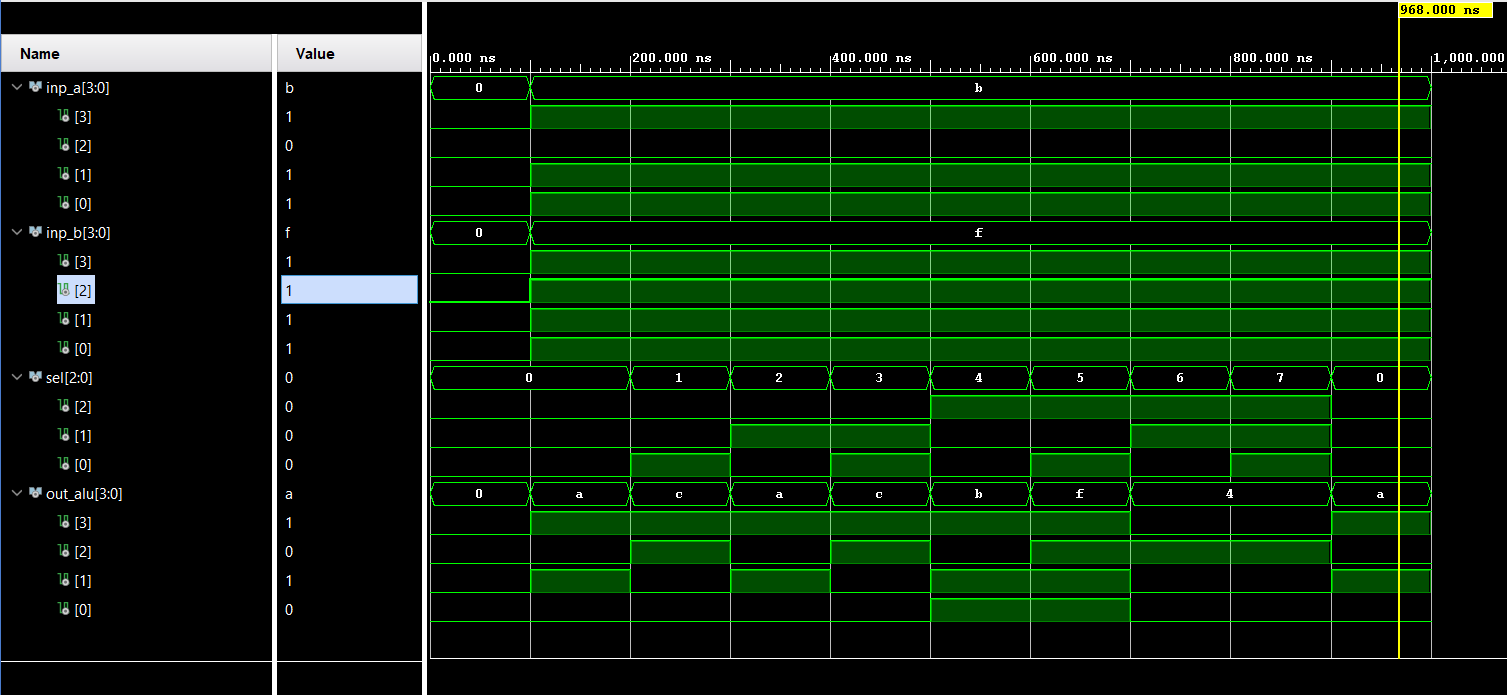 968.000 ns
Name Value
0.000 ns 200.000 ns 400.000 ns 600.000 ns 800.000 ns 1,000.000
inp_a[3:0] b 0 b
[3] 1
[2] 0
[1] 1
[0] 1
inp_b[3:0] f 0 f
[3] 1
[2] 1
[1] 1
[0] 1
sel[2:0] 0 0 1 2 3 4 5 6 7 0
[2] 0
[1] 0
[0] 0
out_alu[3:0] a 0 a c a c b f 4 a
[3] 1
[2] 0
[1] 1
[0] 0